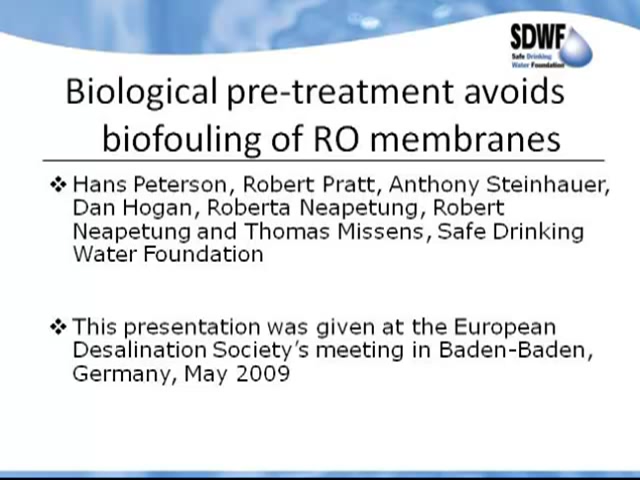 SDWF
Safe Drinking
Water Foundation
Biological pre-treatment avoids
biofouling of RO membranes
❖ Hans Peterson, Robert Pratt, Anthony Steinhauer,
Dan Hogan, Roberta Neapetung, Robert
Neapetung and Thomas Missens, Safe Drinking
Water Foundation
❖ This presentation was given at the European
Desalination Society's meeting in Baden-Baden,
Germany, May 2009